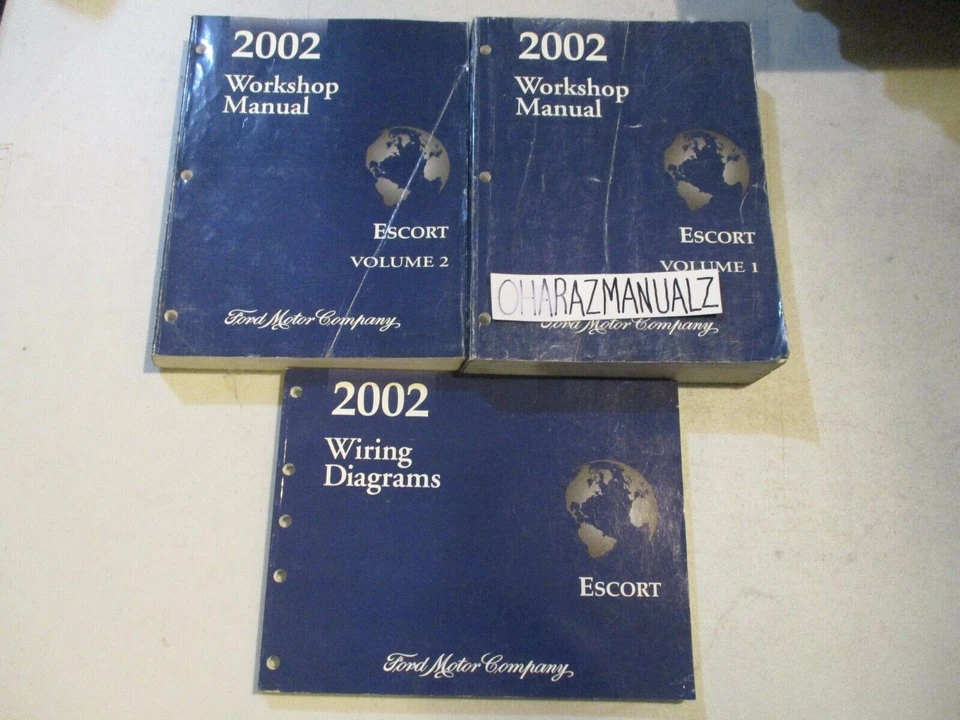 2002
Workshop
Manual
ESCORT
VOLUME 2
Ford Motor Company
2002
Workshop
Manual
ESCORT
VOLUME 1
OHARAZMANUALZ
Ford Motor Company
2002
Wiring
Diagrams
ESCORT
Ford Motor Company